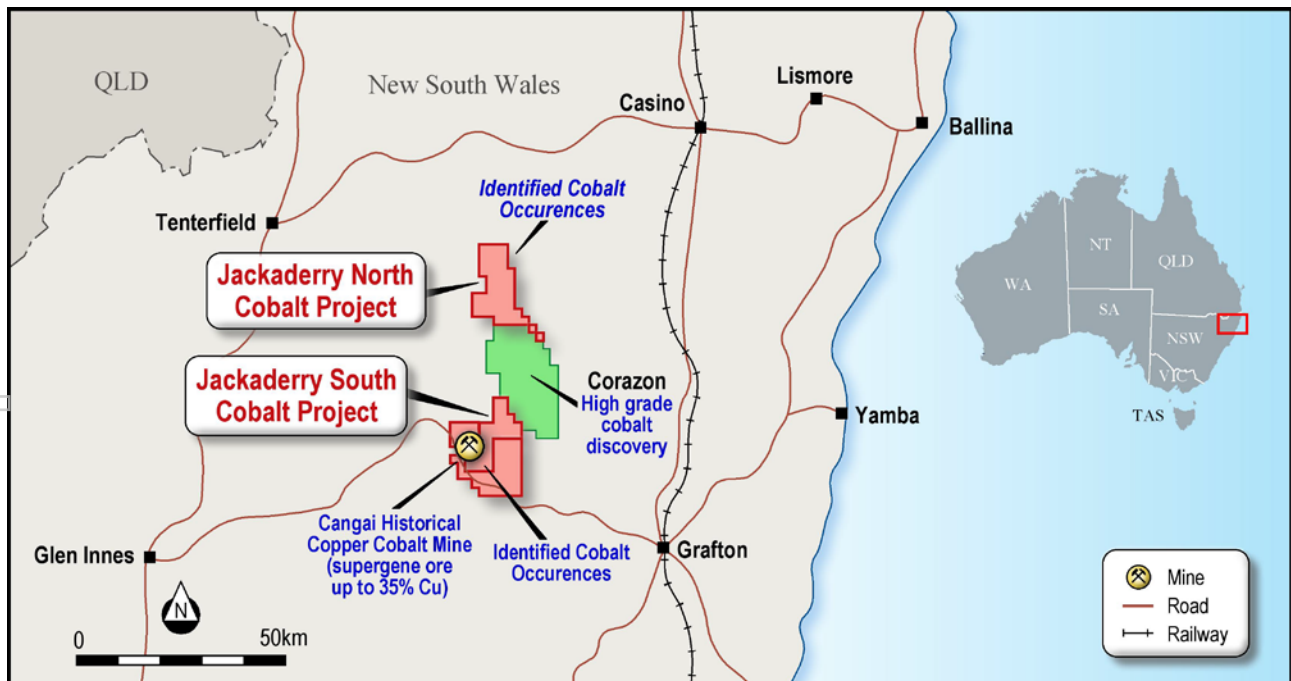 QLD
New South Wales
Lismore
Casino
Ballina
Identified Cobalt
Occurences
Tenterfield
Jackaderry North
Cobalt Project
Jackaderry South
Cobalt Project
Corazon
High grade
cobalt
discovery
Yamba
Cangai Historical
Copper Cobalt Mine
(supergene ore
up to 35% Cu)
Identified Cobalt
Occurences
Glen Innes
Grafton
N
0
50km
WA
NT
QLD
SA
NSW
VIC
TAS
Mine
Road
Railway